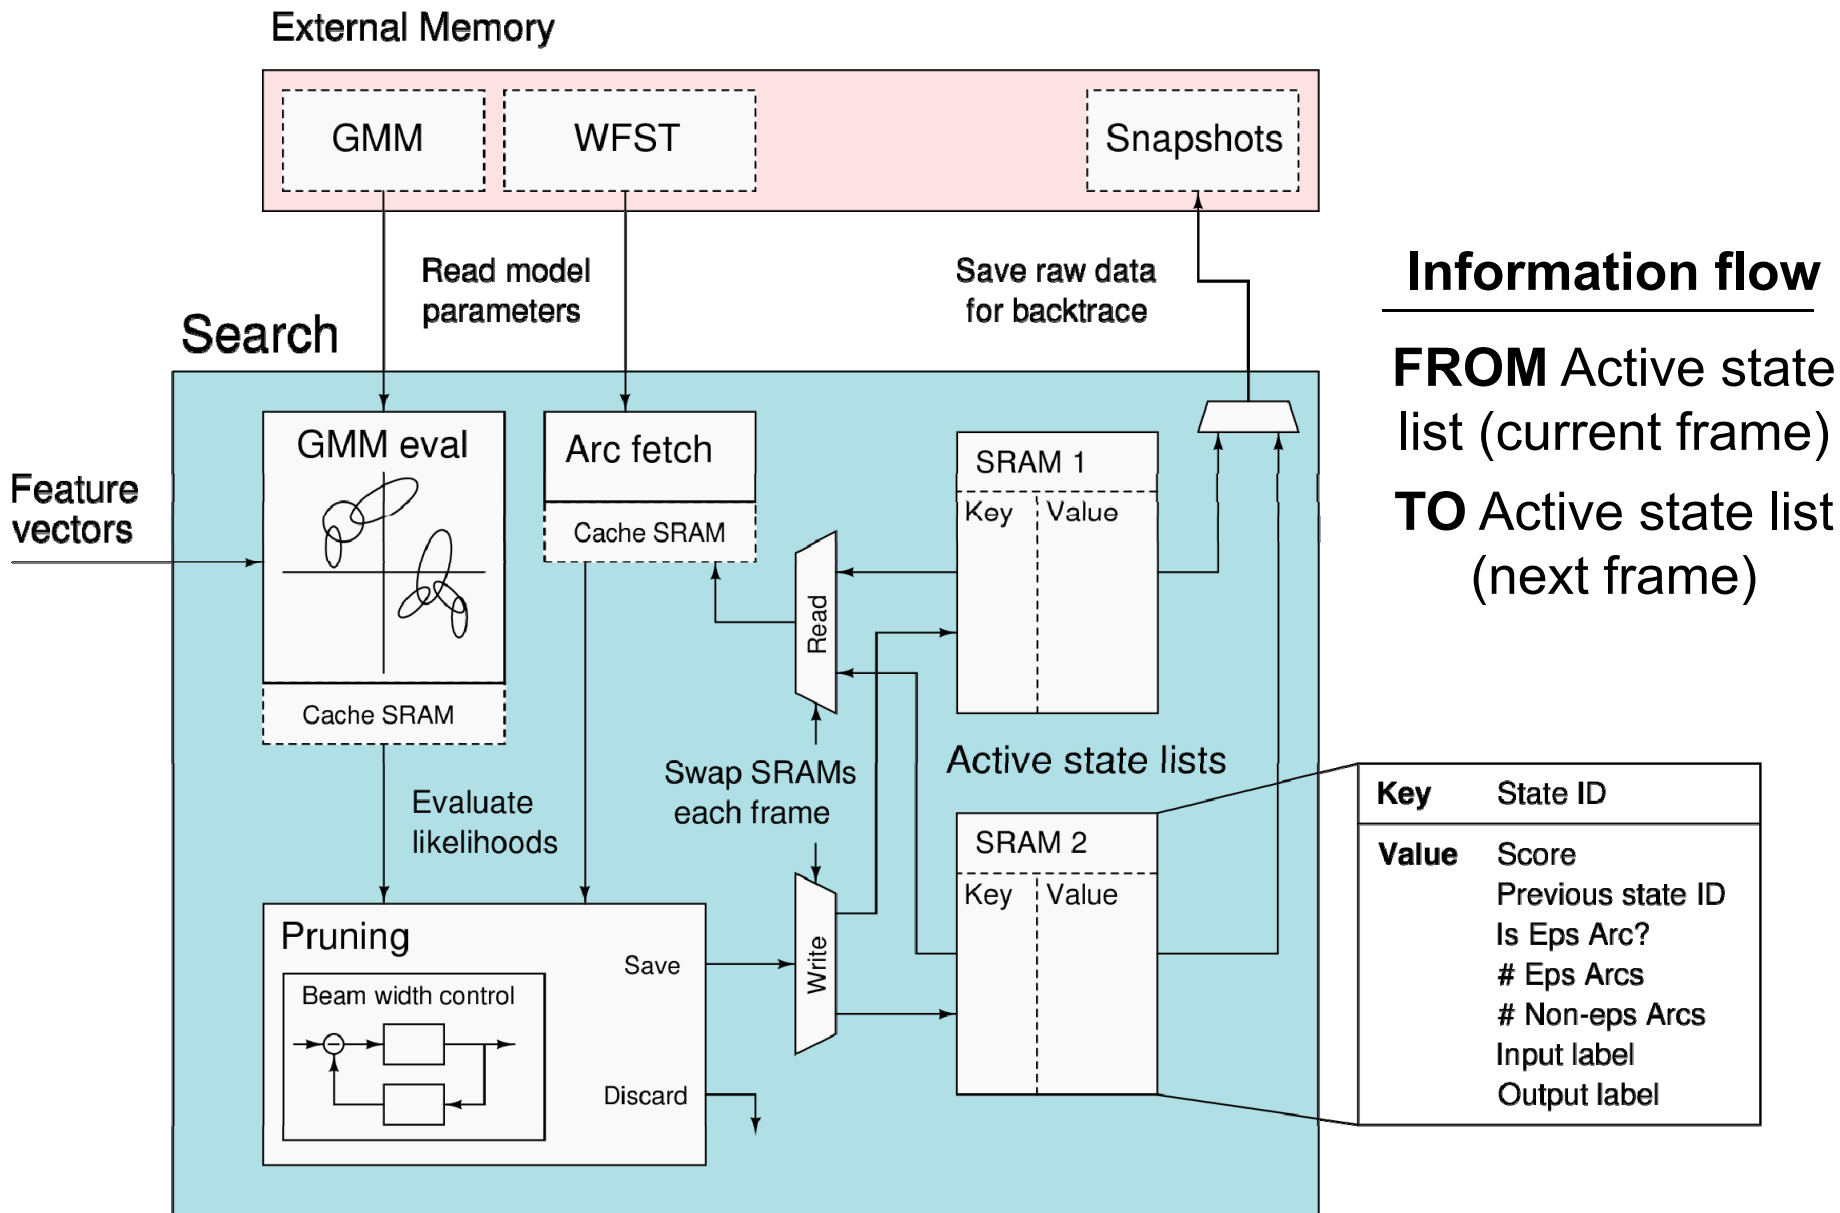 External Memory
GMM
WFST
Snapshots
Read model
parameters
Save raw data
for backtrace
Information flow
FROM Active state
list (current frame)
TO Active state list
(next frame)
Search
Feature
vectors
GMM eval
Cache SRAM
Arc fetch
Cache SRAM
Read
SRAM 1
Key
Value
Evaluate
likelihoods
Swap SRAMs
each frame
Active state lists
Pruning
Beam width control
Save
Discard
Write
SRAM 2
Key
Value
Key State ID
Value Score
Previous state ID
Is Eps Arc?
# Eps Arcs
# Non-eps Arcs
Input label
Output label